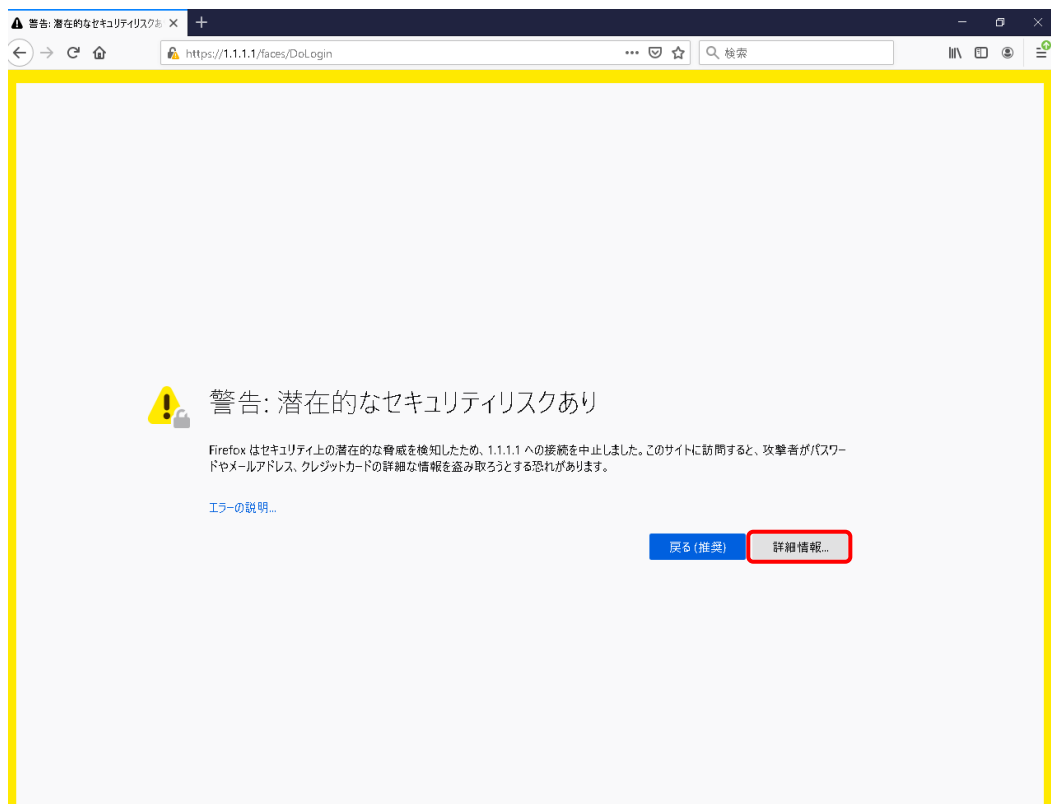 警告: 潜在的なセキュリティリスクあ
https://1.1.1.1/faces/DoLogin
検索
警告: 潜在的なセキュリティリスクあり
Firefox はセキュリティ上の潜在的な脅威を検知したため、1.1.1.1 への接続を中止しました。このサイトに訪問すると、攻撃者がパスワー
ドやメールアドレス、クレジットカードの詳細な情報を盗み取ろうとする恐れがあります。
エラーの説明...
戻る (推奨) 詳細情報...